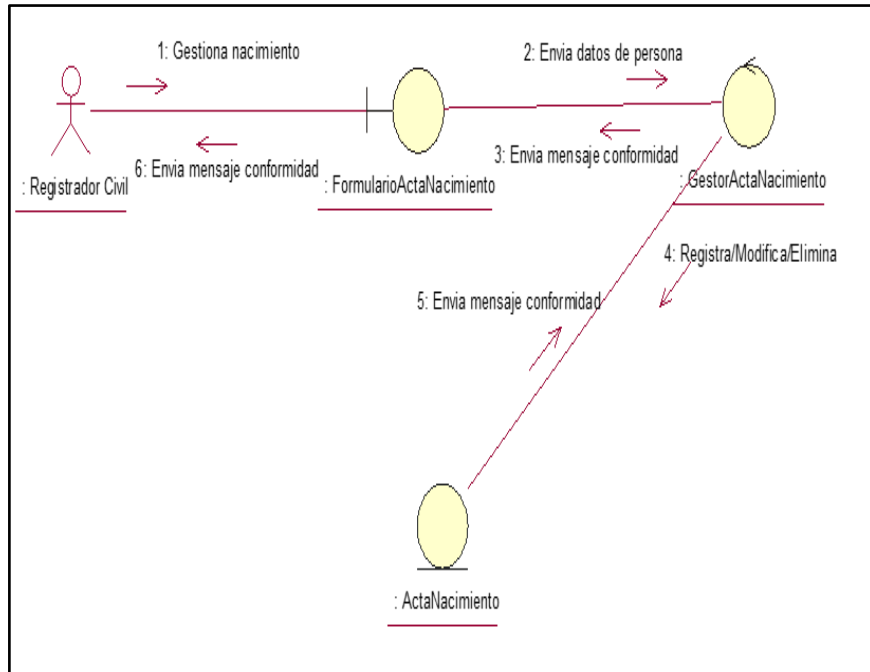 1: Gestiona nacimiento
2: Envia datos de persona
6: Envia mensaje conformidad
3: Envia mensaje conformidad
: Registrador Civil
: FormularioActaNacimiento
: GestorActaNacimiento
4: Registra/Modifica/Elimina
5: Envia mensaje conformidad
: ActaNacimiento